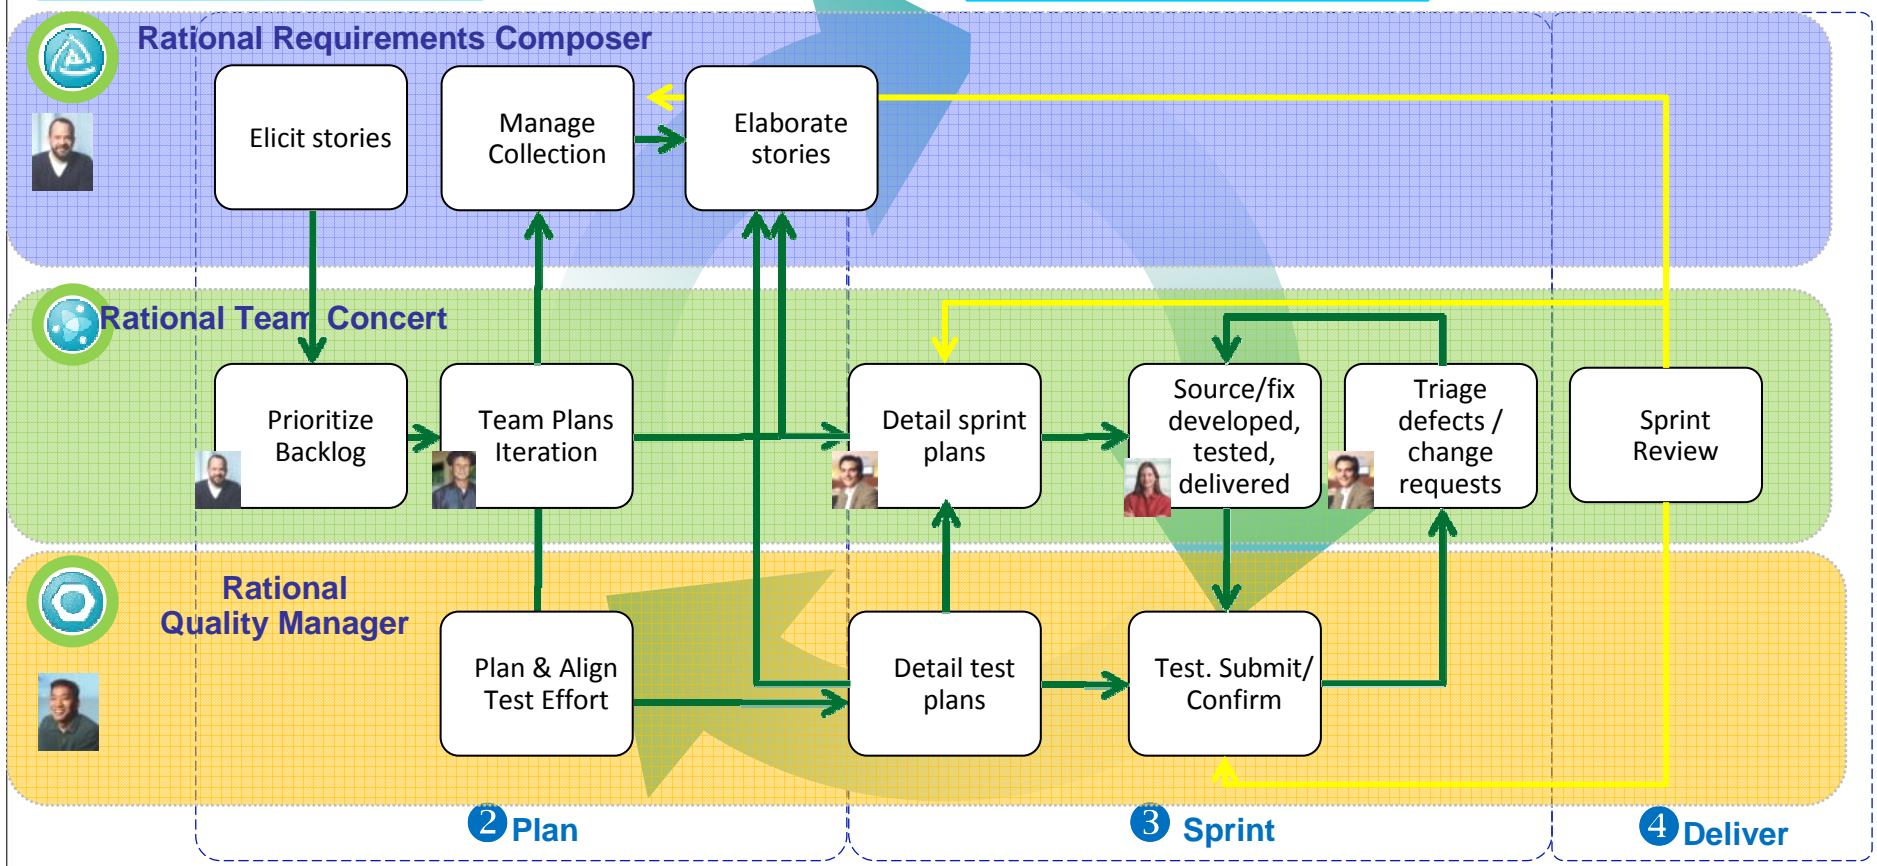 Rational Requirements Composer
Elicit stories
Manage
Collection
Elaborate
stories
Rational Team Concert
Prioritize
Backlog
Team Plans
Iteration
Detail sprint
plans
Source/fix
developed,
tested,
delivered
Triage
defects /
change
requests
Sprint
Review
Rational
Quality Manager
Plan & Align
Test Effort
Detail test
plans
Test. Submit/
Confirm
2 Plan
3 Sprint
4 Deliver